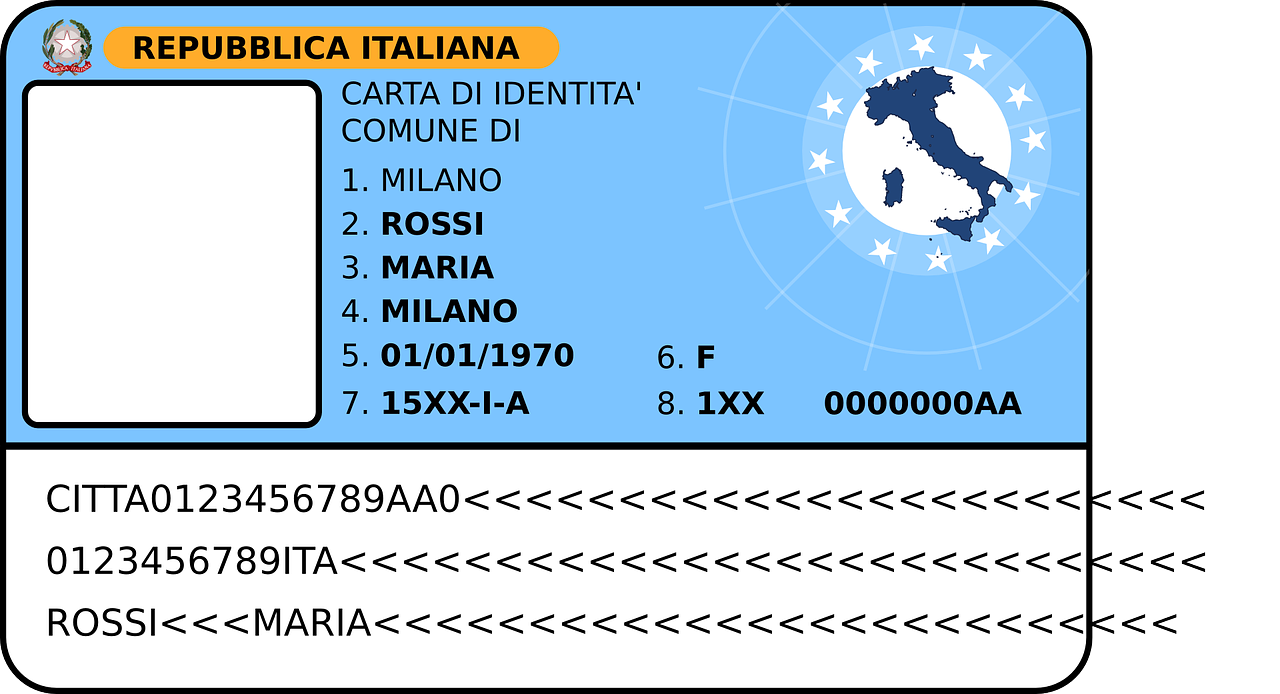 REPUBBLICA ITALIANA
CARTA DI IDENTITA'
COMUNE DI
1. MILANO
2. ROSSI
3. MARIA
4. MILANO
5. 01/01/1970 6. F
7. 15XX-I-A 8. 1XX 0000000AA
CITTA0123456789AA0<<<<<<<<<<<<<<<<<<<<<<<<
0123456789ITA<<<<<<<<<<<<<<<<<<<<<<<<<<<<
ROSSI<<<MARIA<<<<<<<<<<<<<<<<<<<<<<<<<<